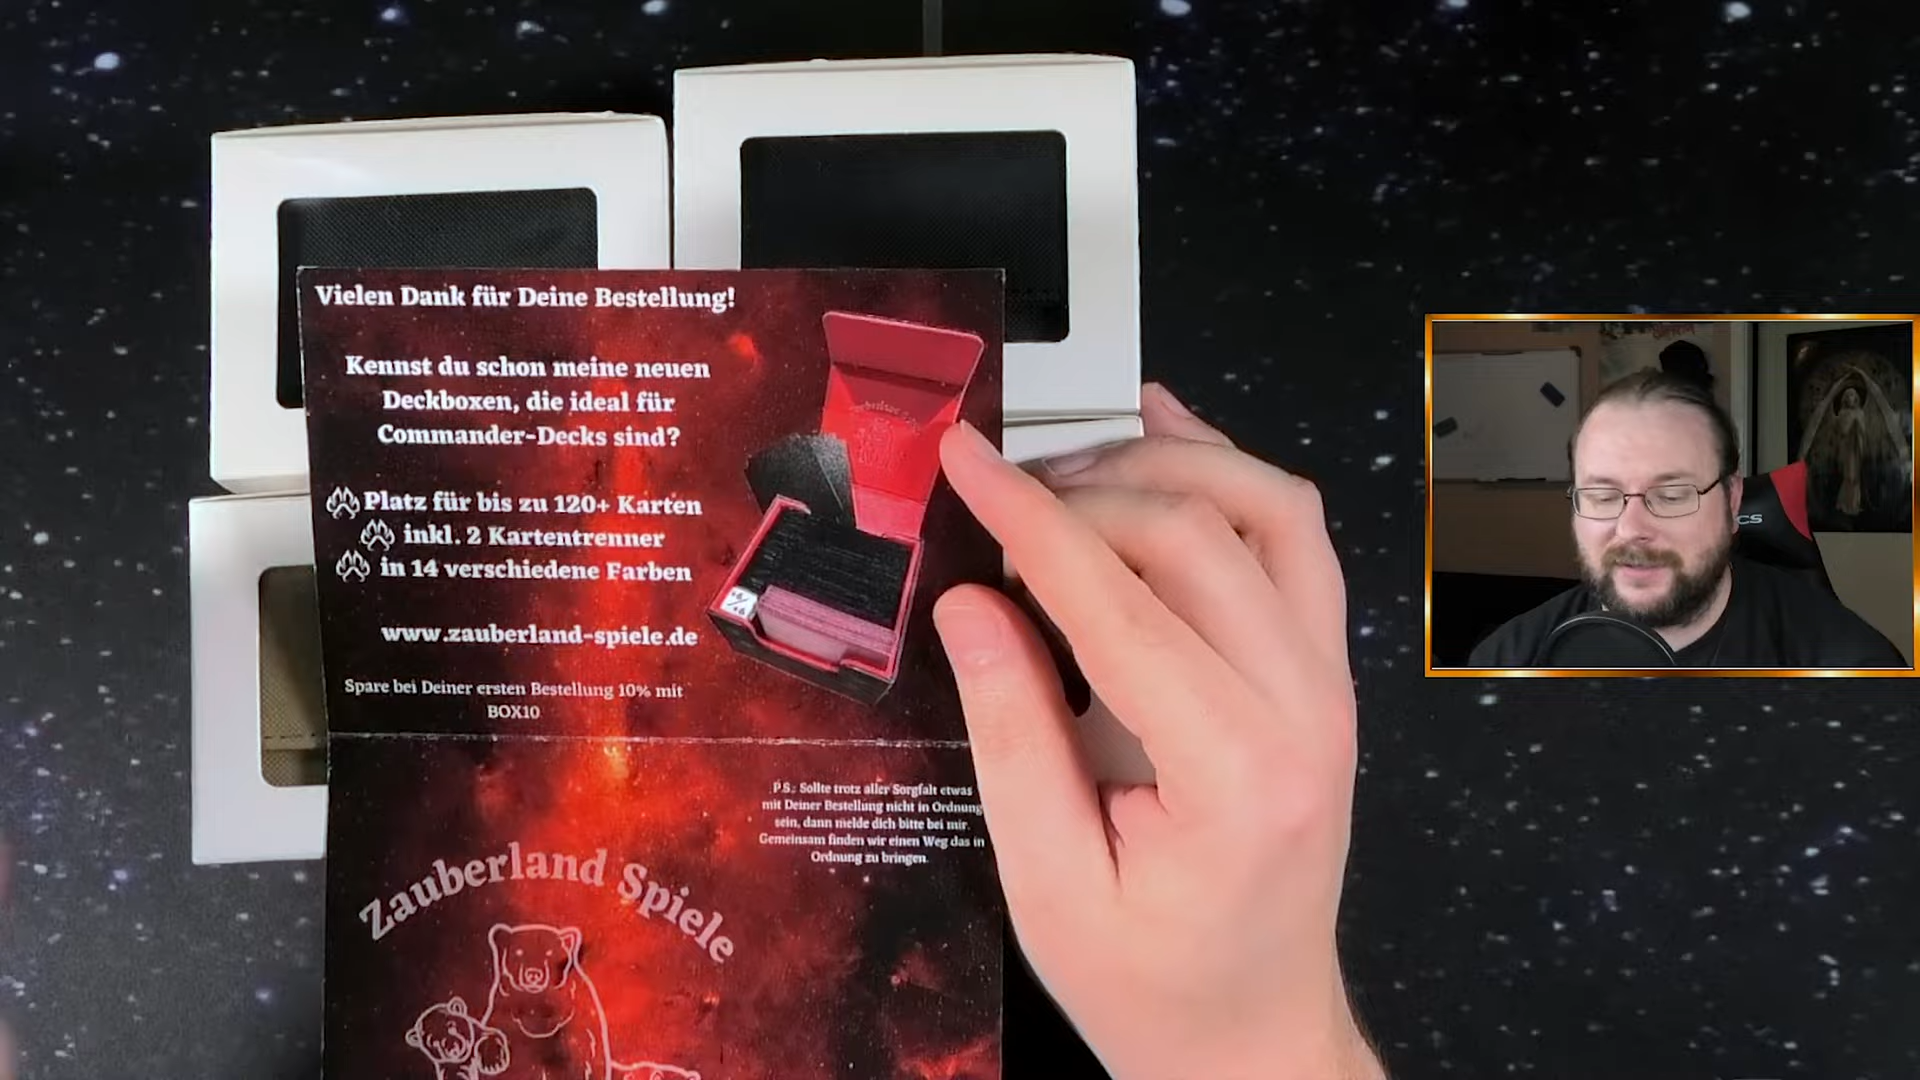 Vielen Dank für Deine Bestellung!
Kennst du schon meine neuen
Deckboxen, die ideal für
Commander-Decks sind?
Platz für bis zu 120+ Karten
inkl. 2 Kartentrenner
in 14 verschiedene Farben
www.zauberland-spiele.de
Spare bei Deiner ersten Bestellung 10% mit
BOX10
P.S.: Sollte trotz aller Sorgfalt etwas
mit Deiner Bestellung nicht in Ordnung
sein, dann melde dich bitte bei mir.
Gemeinsam finden wir einen Weg das in
Ordnung zu bringen.
Zauberland Spiele
CS